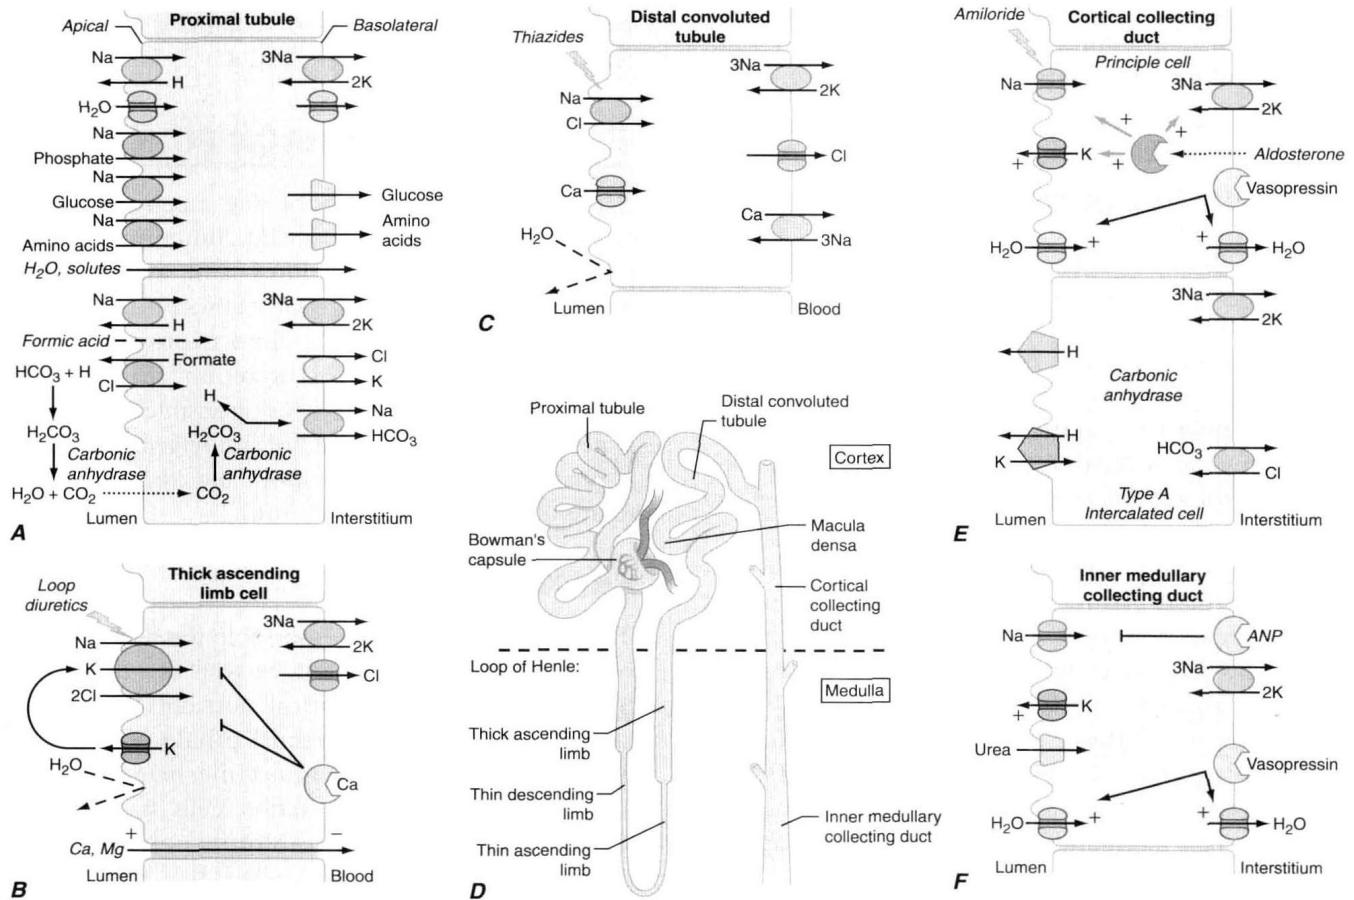 Proximal tubule
Apical
Basolateral
Na
H
3Na
2K
H2O
Na
Phosphate
Na
Glucose
Glucose
Na
Amino acids
Amino
acids
H2O, solutes
Na
H
3Na
2K
Formic acid
Formate
Cl
K
HCO3 + H
Cl
H
Na
HCO3
H2CO3
H2CO3
Carbonic
anhydrase
Carbonic
anhydrase
H2O + CO2
CO2
Lumen
Interstitium
A
Thick ascending
limb cell
Loop
diuretics
Na
K
2Cl
3Na
2K
Cl
K
H2O
Ca
+
–
Ca, Mg
Lumen
Blood
B
Distal convoluted
tubule
Thiazides
Na
Cl
3Na
2K
Cl
Ca
Ca
3Na
H2O
Lumen
Blood
C
Proximal tubule
Distal convoluted
tubule
Cortex
Bowman's
capsule
Macula
densa
Cortical
collecting
duct
Loop of Henle:
Medulla
Thick ascending
limb
Thin descending
limb
Thin ascending
limb
Inner medullary
collecting duct
D
Cortical collecting
duct
Amiloride
Principle cell
Na
3Na
2K
+
+
K
+
Aldosterone
Vasopressin
H2O
+
+
H2O
3Na
2K
H
Carbonic
anhydrase
H
K
HCO3
Cl
Type A
Intercalated cell
Lumen
Interstitium
E
Inner medullary
collecting duct
Na
ANP
3Na
2K
K
+
Urea
Vasopressin
H2O
+
+
H2O
Lumen
Interstitium
F